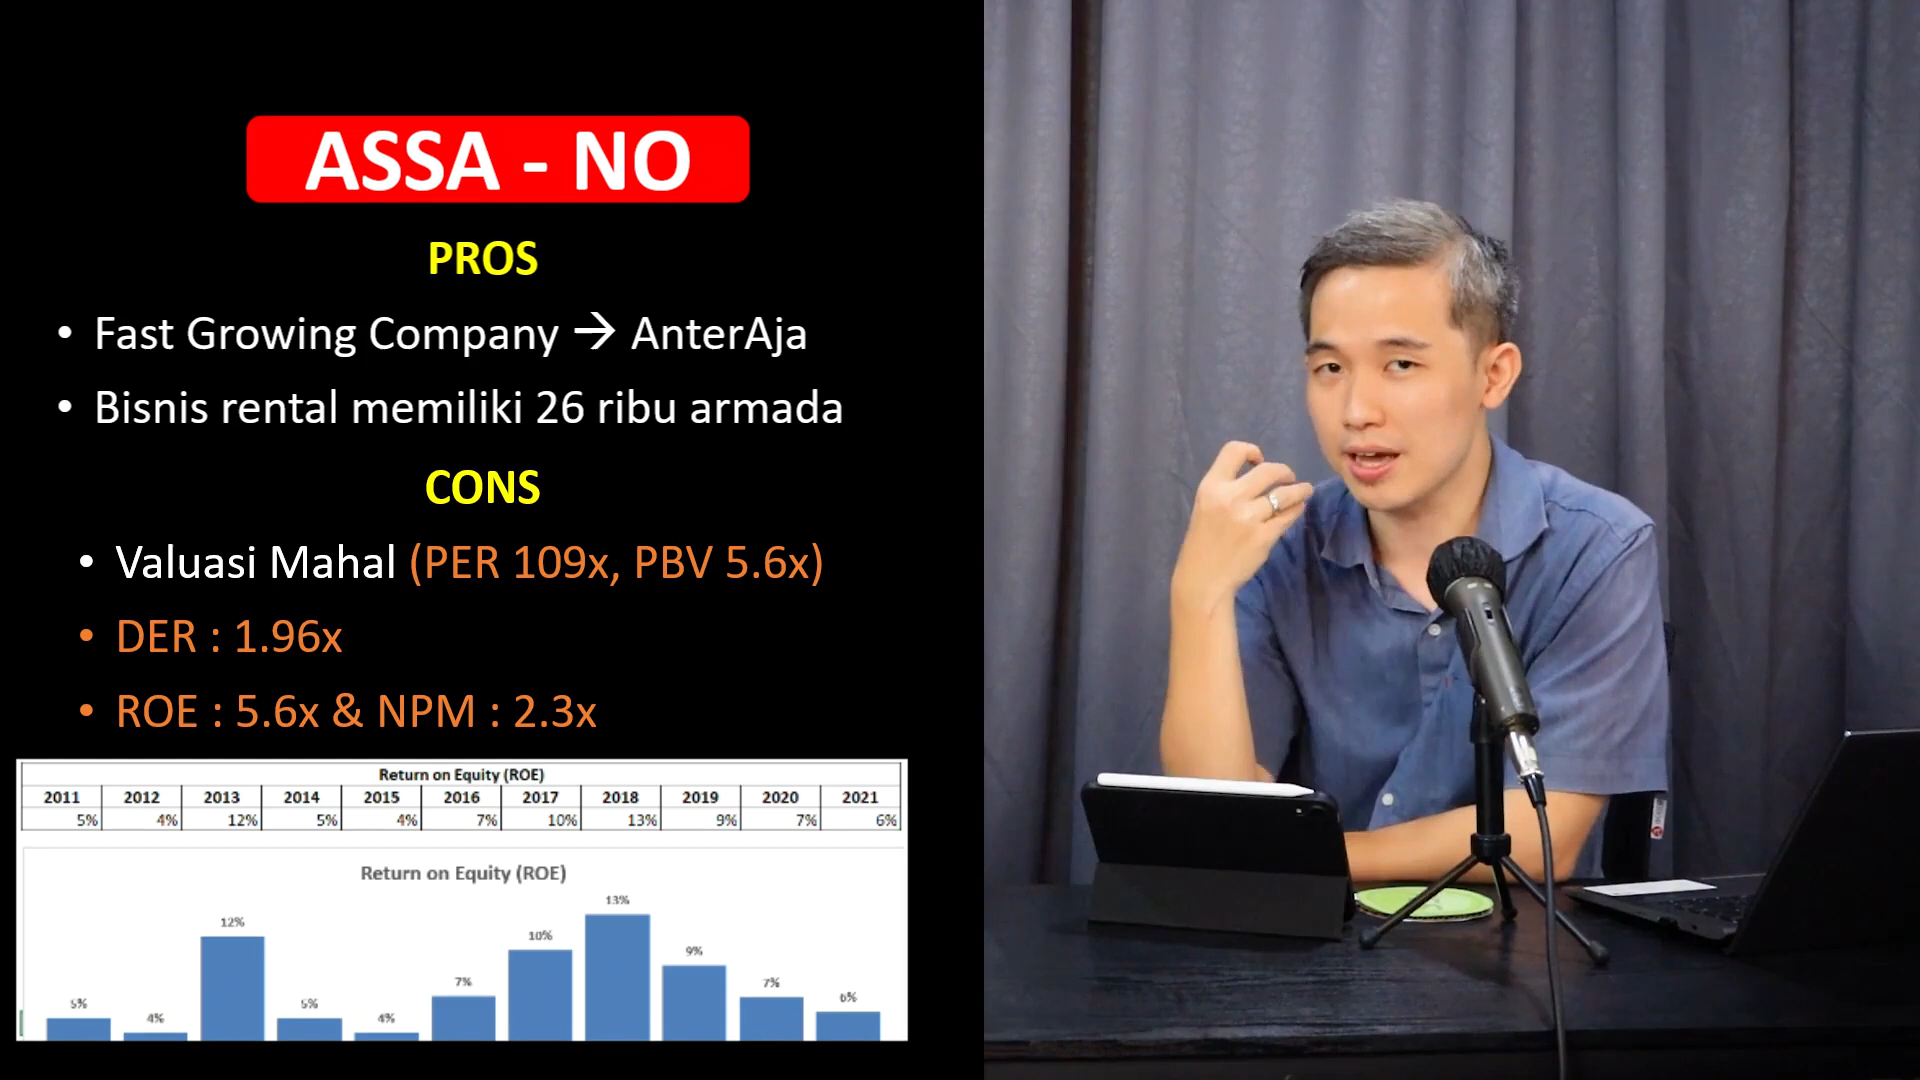 ASSA - NO
PROS
• Fast Growing Company → AnterAja
• Bisnis rental memiliki 26 ribu armada
CONS
• Valuasi Mahal (PER 109x, PBV 5.6x)
• DER : 1.96x
• ROE : 5.6x & NPM : 2.3x
Return on Equity (ROE)
2011 2012 2013 2014 2015 2016 2017 2018 2019 2020 2021
5% 4% 12% 5% 4% 7% 10% 13% 9% 7% 6%
Return on Equity (ROE)
5% 4% 12% 5% 4% 7% 10% 13% 9% 7% 6%